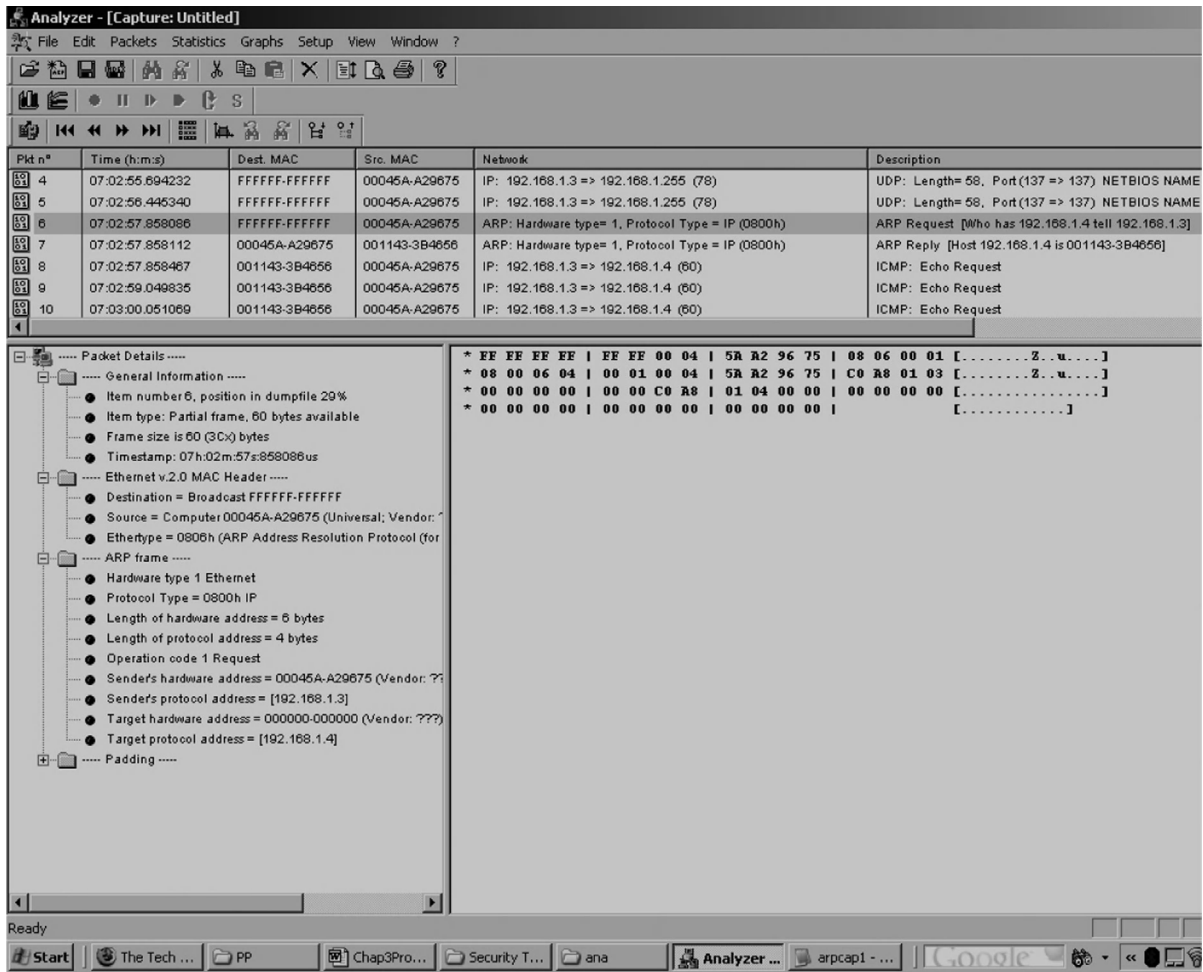 Analyzer - [Capture: Untitled]
File Edit Packets Statistics Graphs Setup View Window ?
S
Pkt nº Time (h:m:s) Dest. MAC Src. MAC Network Description
4 07:02:55.694232 FFFFFF-FFFFFF 00045A-A29675 IP: 192.168.1.3 => 192.168.1.255 (78) UDP: Length= 58, Port (137 => 137) NETBIOS NAME
5 07:02:56.445340 FFFFFF-FFFFFF 00045A-A29675 IP: 192.168.1.3 => 192.168.1.255 (78) UDP: Length= 58, Port (137 => 137) NETBIOS NAME
6 07:02:57.858086 FFFFFF-FFFFFF 00045A-A29675 ARP: Hardware type= 1, Protocol Type = IP (0800h) ARP Request [Who has 192.168.1.4 tell 192.168.1.3]
7 07:02:57.858112 00045A-A29675 001143-3B4656 ARP: Hardware type= 1, Protocol Type = IP (0800h) ARP Reply [Host 192.168.1.4 is 001143-3B4656]
8 07:02:57.858467 001143-3B4656 00045A-A29675 IP: 192.168.1.3 => 192.168.1.4 (60) ICMP: Echo Request
9 07:02:59.049835 001143-3B4656 00045A-A29675 IP: 192.168.1.3 => 192.168.1.4 (60) ICMP: Echo Request
10 07:03:00.051069 001143-3B4656 00045A-A29675 IP: 192.168.1.3 => 192.168.1.4 (60) ICMP: Echo Request
----- Packet Details -----
----- General Information -----
Item number 6, position in dumpfile 29%
Item type: Partial frame, 60 bytes available
Frame size is 60 (3Cx) bytes
Timestamp: 07h:02m:57s:858086us
----- Ethernet v.2.0 MAC Header -----
Destination = Broadcast FFFFFF-FFFFFF
Source = Computer 00045A-A29675 (Universal; Vendor: ?
Ethertype = 0806h (ARP Address Resolution Protocol (for
----- ARP frame -----
Hardware type 1 Ethernet
Protocol Type = 0800h IP
Length of hardware address = 6 bytes
Length of protocol address = 4 bytes
Operation code 1 Request
Sender's hardware address = 00045A-A29675 (Vendor: ??
Sender's protocol address = [192.168.1.3]
Target hardware address = 000000-000000 (Vendor: ???)
Target protocol address = [192.168.1.4]
----- Padding -----
* FF FF FF FF | FF FF 00 04 | 5A A2 96 75 | 08 06 00 01 [........Z..u....]
* 08 00 06 04 | 00 01 00 04 | 5A A2 96 75 | C0 A8 01 03 [........Z..u....]
* 00 00 00 00 | 00 00 C0 A8 | 01 04 00 00 | 00 00 00 00 [................]
* 00 00 00 00 | 00 00 00 00 | 00 00 00 00 | [............]
Ready
Start The Tech ... PP Chap3Pro... Security T... ana Analyzer ... arpcap1 - ... Google